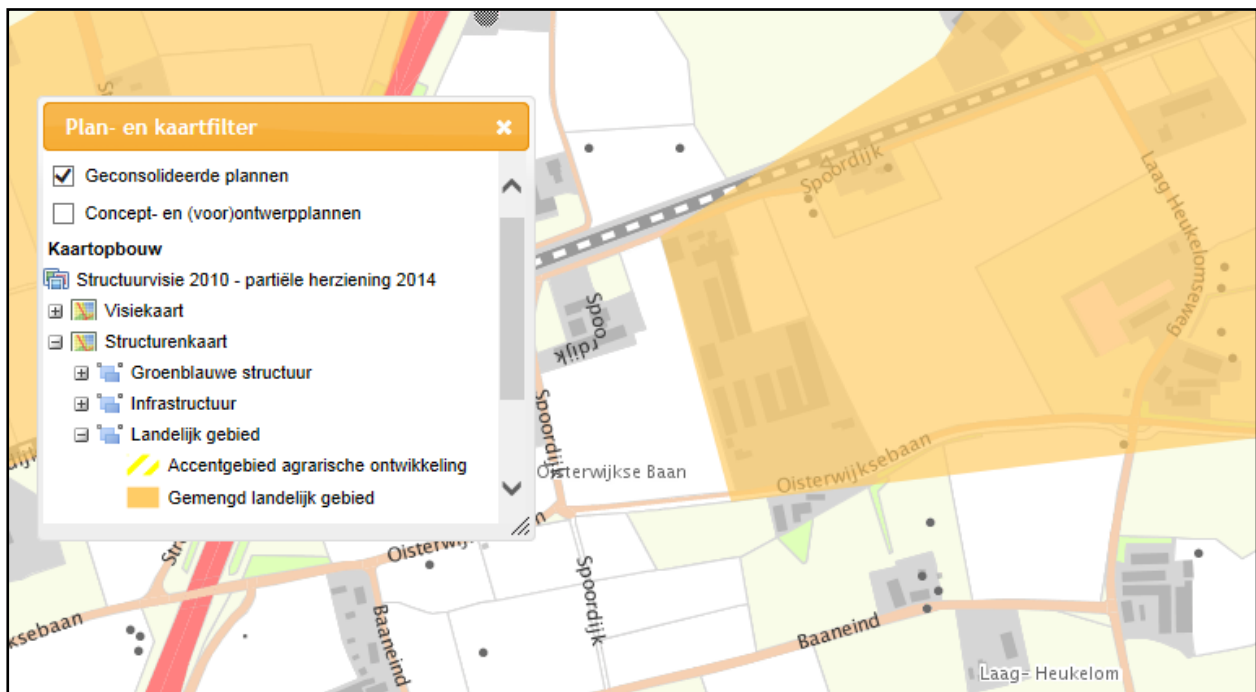 Plan- en kaartfilter
Geconsolideerde plannen
Concept- en (voor)ontwerpplannen
Kaartopbouw
Structuurvisie 2010 - partiële herziening 2014
Visiekaart
Structurenkaart
Groenblauwe structuur
Infrastructuur
Landelijk gebied
Accentgebied agrarische ontwikkeling
Gemengd landelijk gebied
Spoordijk
Laag Heukelomseweg
Spoordijk
Spoordijk
Oisterwijkse Baan
Oisterwijksebaan
Spoordijk
Baaneind
Baaneind
Laag- Heukelom